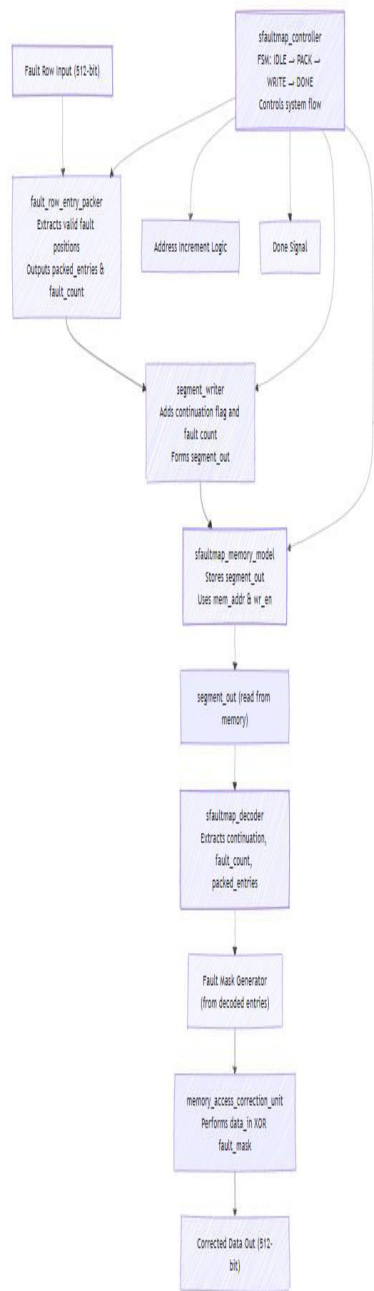 sfaultmap_controller
FSM: IDLE → PACK →
WRITE → DONE
Controls system flow
Fault Row Input (512-bit)
fault_row_entry_packer
Extracts valid fault
positions
Outputs packed_entries &
fault_count
Address Increment Logic
Done Signal
segment_writer
Adds continuation flag and
fault count
Forms segment_out
sfaultmap_memory_model
Stores segment_out
Uses mem_addr & wr_en
segment_out (read from
memory)
sfaultmap_decoder
Extracts continuation,
fault_count,
packed_entries
Fault Mask Generator
(from decoded entries)
memory_access_correction_unit
Performs data_in XOR
fault_mask
Corrected Data Out (512-
bit)